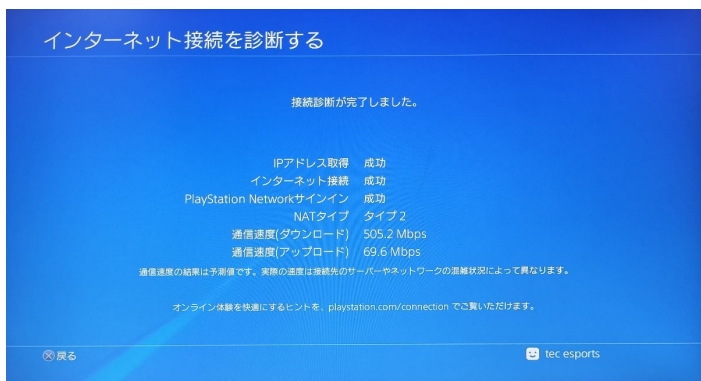 インターネット接続を診断する
接続診断が完了しました。
IPアドレス取得 成功
インターネット接続 成功
PlayStation Networkサインイン 成功
NATタイプ タイプ 2
通信速度(ダウンロード) 505.2 Mbps
通信速度(アップロード) 69.6 Mbps
通信速度の結果は予測値です。実際の速度は接続先のサーバーやネットワークの混雑状況によって異なります。
オンライン体験を快適にするヒントを、playstation.com/connection でご覧いただけます。
戻る
tec esports